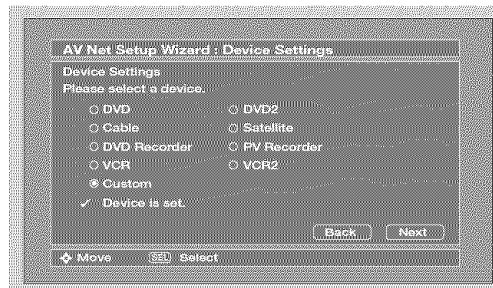 AV Net Setup Wizard : Device Settings
Device Settings
Please select a device.
DVD DVD2
Cable Satellite
DVD Recorder PV Recorder
VCR VCR2
Custom
✓ Device is set.
Back Next
Move SEL Select